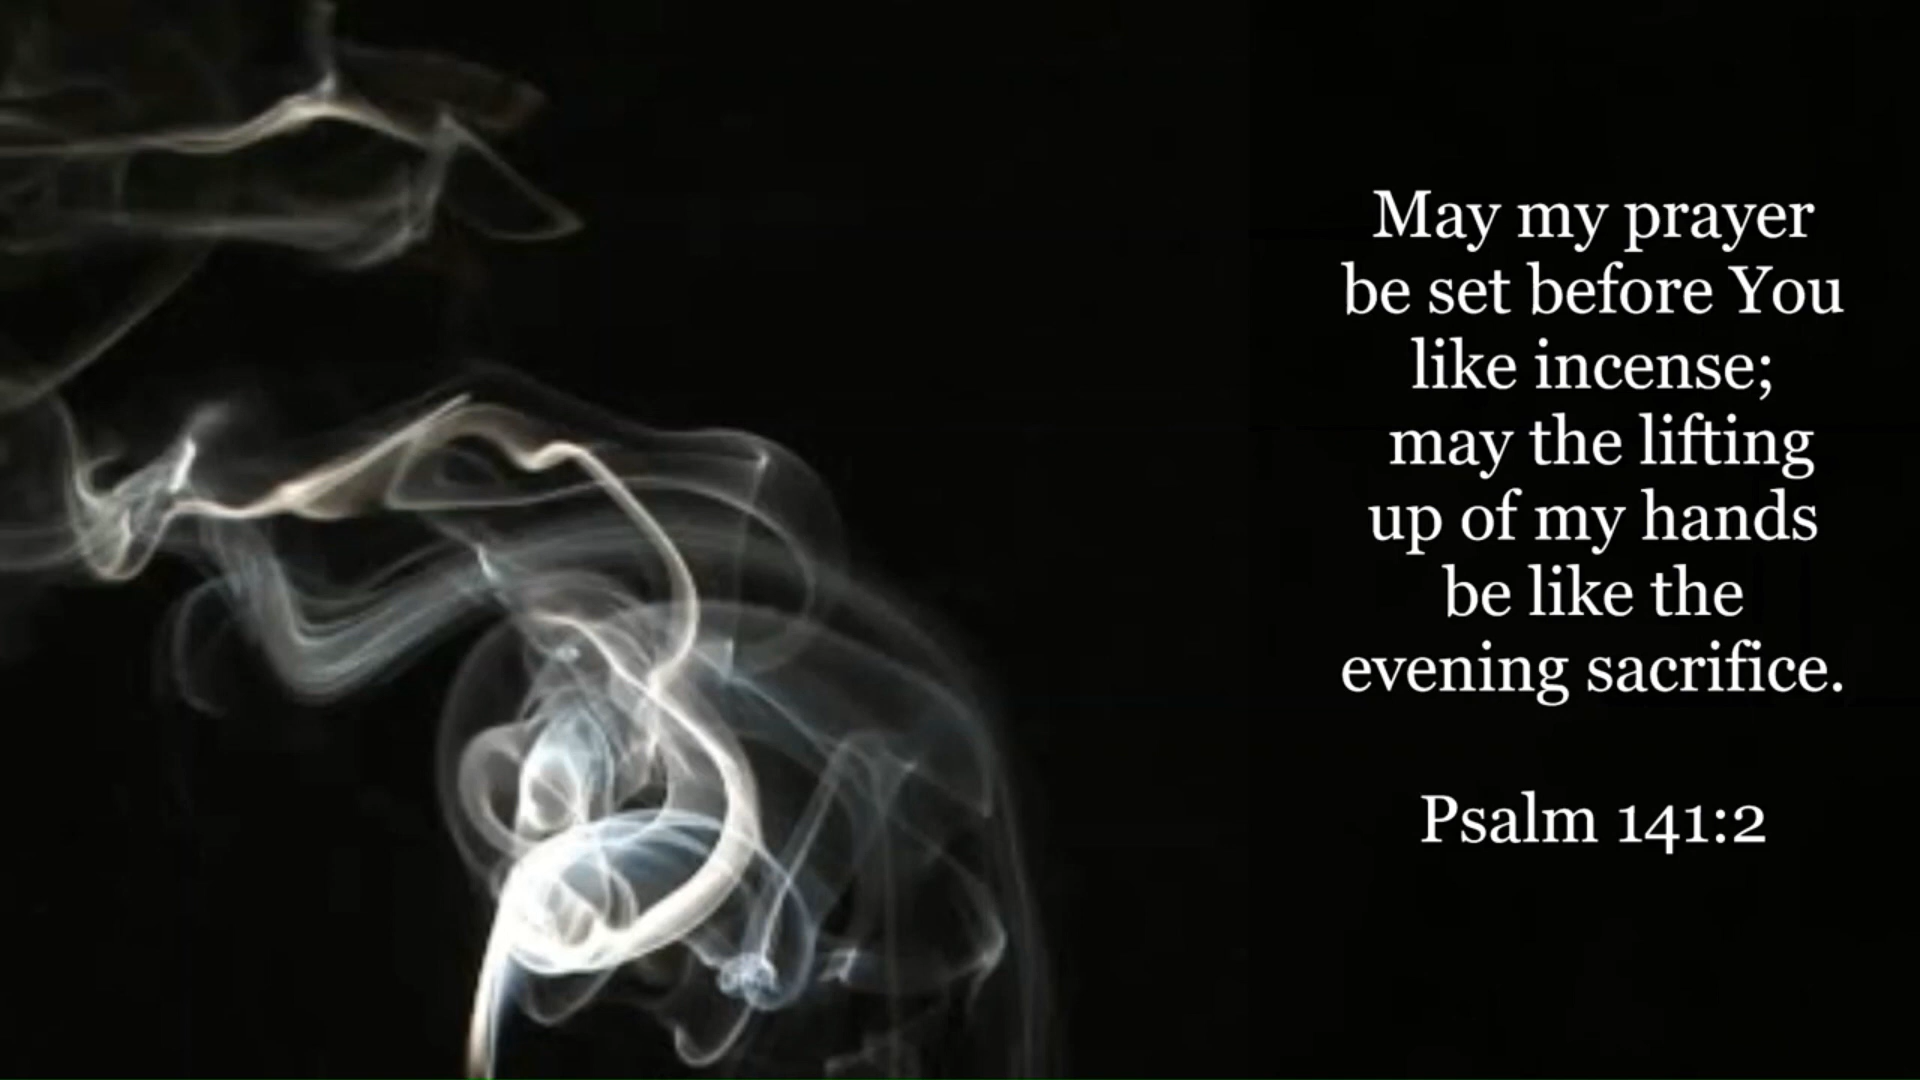 May my prayer
be set before You
like incense;
may the lifting
up of my hands
be like the
evening sacrifice.
Psalm 141:2